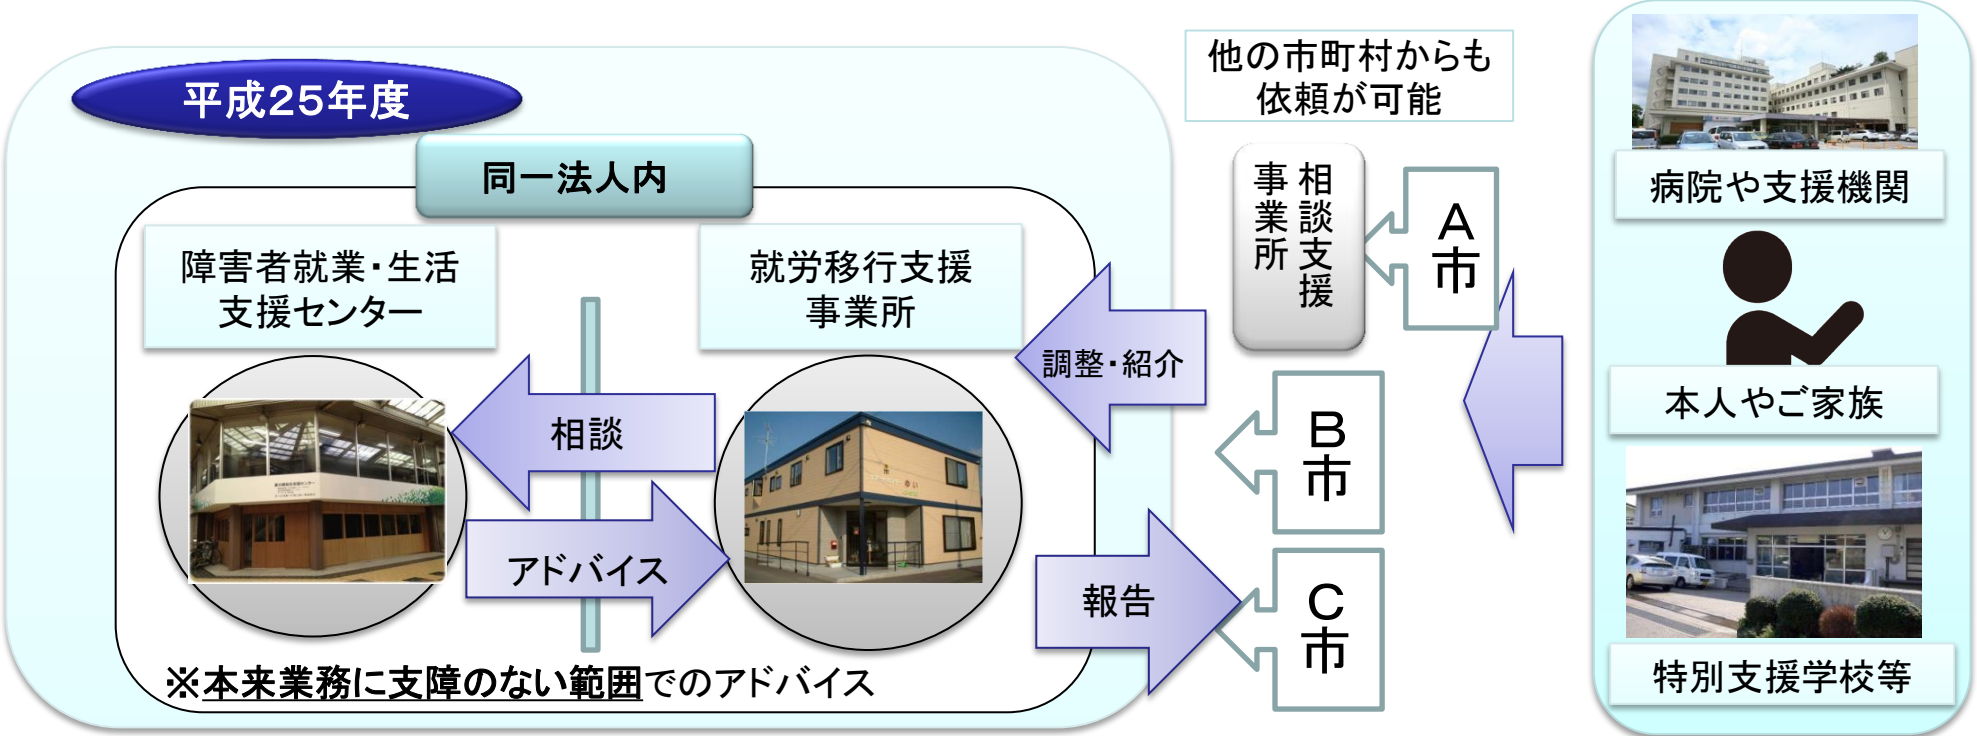 平成25年度
同一法人内
障害者就業・生活
支援センター
就労移行支援
事業所
相談
アドバイス
※本来業務に支障のない範囲でのアドバイス
調整・紹介
報告
他の市町村からも
依頼が可能
相談支援
事業所
A市
B市
C市
病院や支援機関
本人やご家族
特別支援学校等